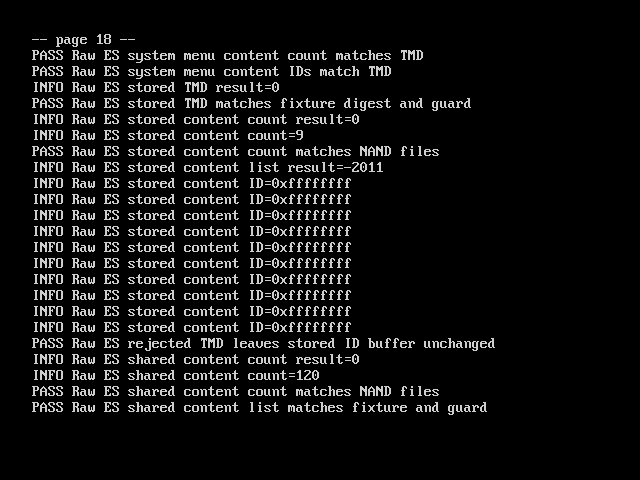 -- page 18 --
PASS Raw ES system menu content count matches TMD
PASS Raw ES system menu content IDs match TMD
INFO Raw ES stored TMD result=0
PASS Raw ES stored TMD matches fixture digest and guard
INFO Raw ES stored content count result=0
INFO Raw ES stored content count=9
PASS Raw ES stored content count matches NAND files
INFO Raw ES stored content list result=-2011
INFO Raw ES stored content ID=0xffffffff
INFO Raw ES stored content ID=0xffffffff
INFO Raw ES stored content ID=0xffffffff
INFO Raw ES stored content ID=0xffffffff
INFO Raw ES stored content ID=0xffffffff
INFO Raw ES stored content ID=0xffffffff
INFO Raw ES stored content ID=0xffffffff
INFO Raw ES stored content ID=0xffffffff
INFO Raw ES stored content ID=0xffffffff
INFO Raw ES stored content ID=0xffffffff
PASS Raw ES rejected TMD leaves stored ID buffer unchanged
INFO Raw ES shared content count result=0
INFO Raw ES shared content count=120
PASS Raw ES shared content count matches NAND files
PASS Raw ES shared content list matches fixture and guard